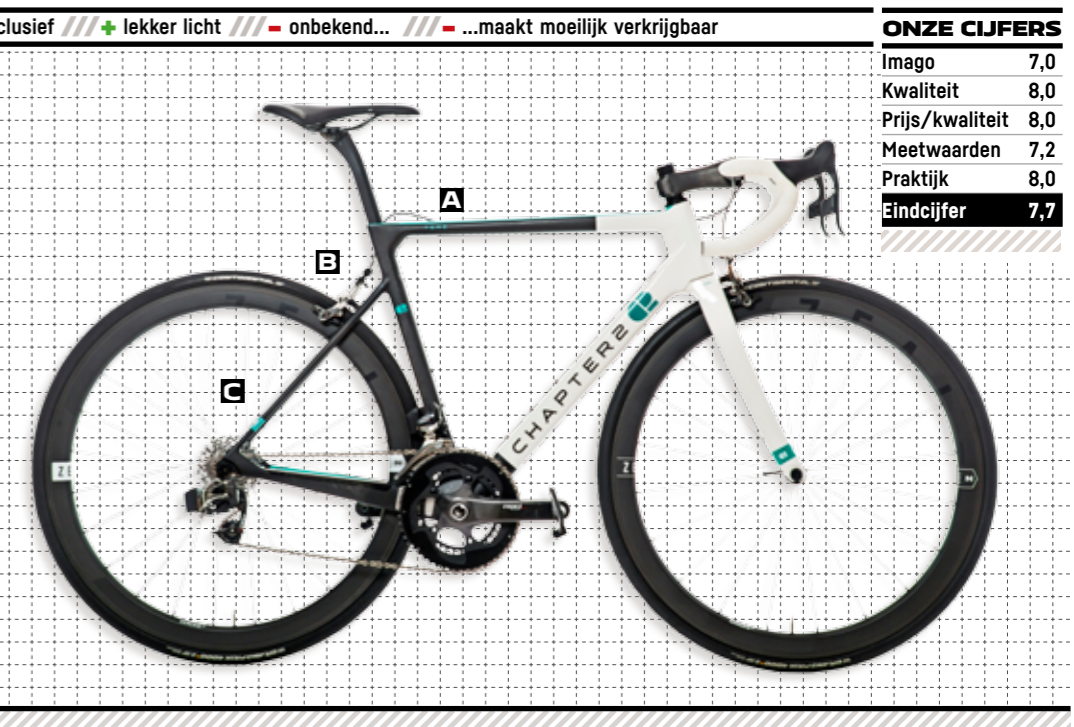 clusief /// + lekker licht /// - onbekend... /// - ...maakt moeilijk verkrijgbaar
ONZE CIJFERS
Imago 7,0
Kwaliteit 8,0
Prijs/kwaliteit 8,0
Meetwaarden 7,2
Praktijk 8,0
Eindcijfer 7,7
A
B
C
CHAPTER2